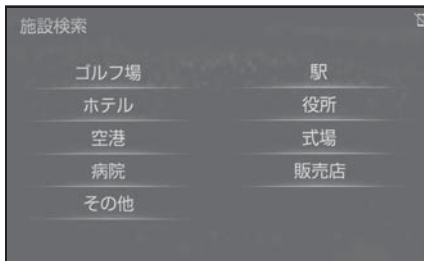 施設検索
ゴルフ場 駅
ホテル 役所
空港 式場
病院 販売店
その他